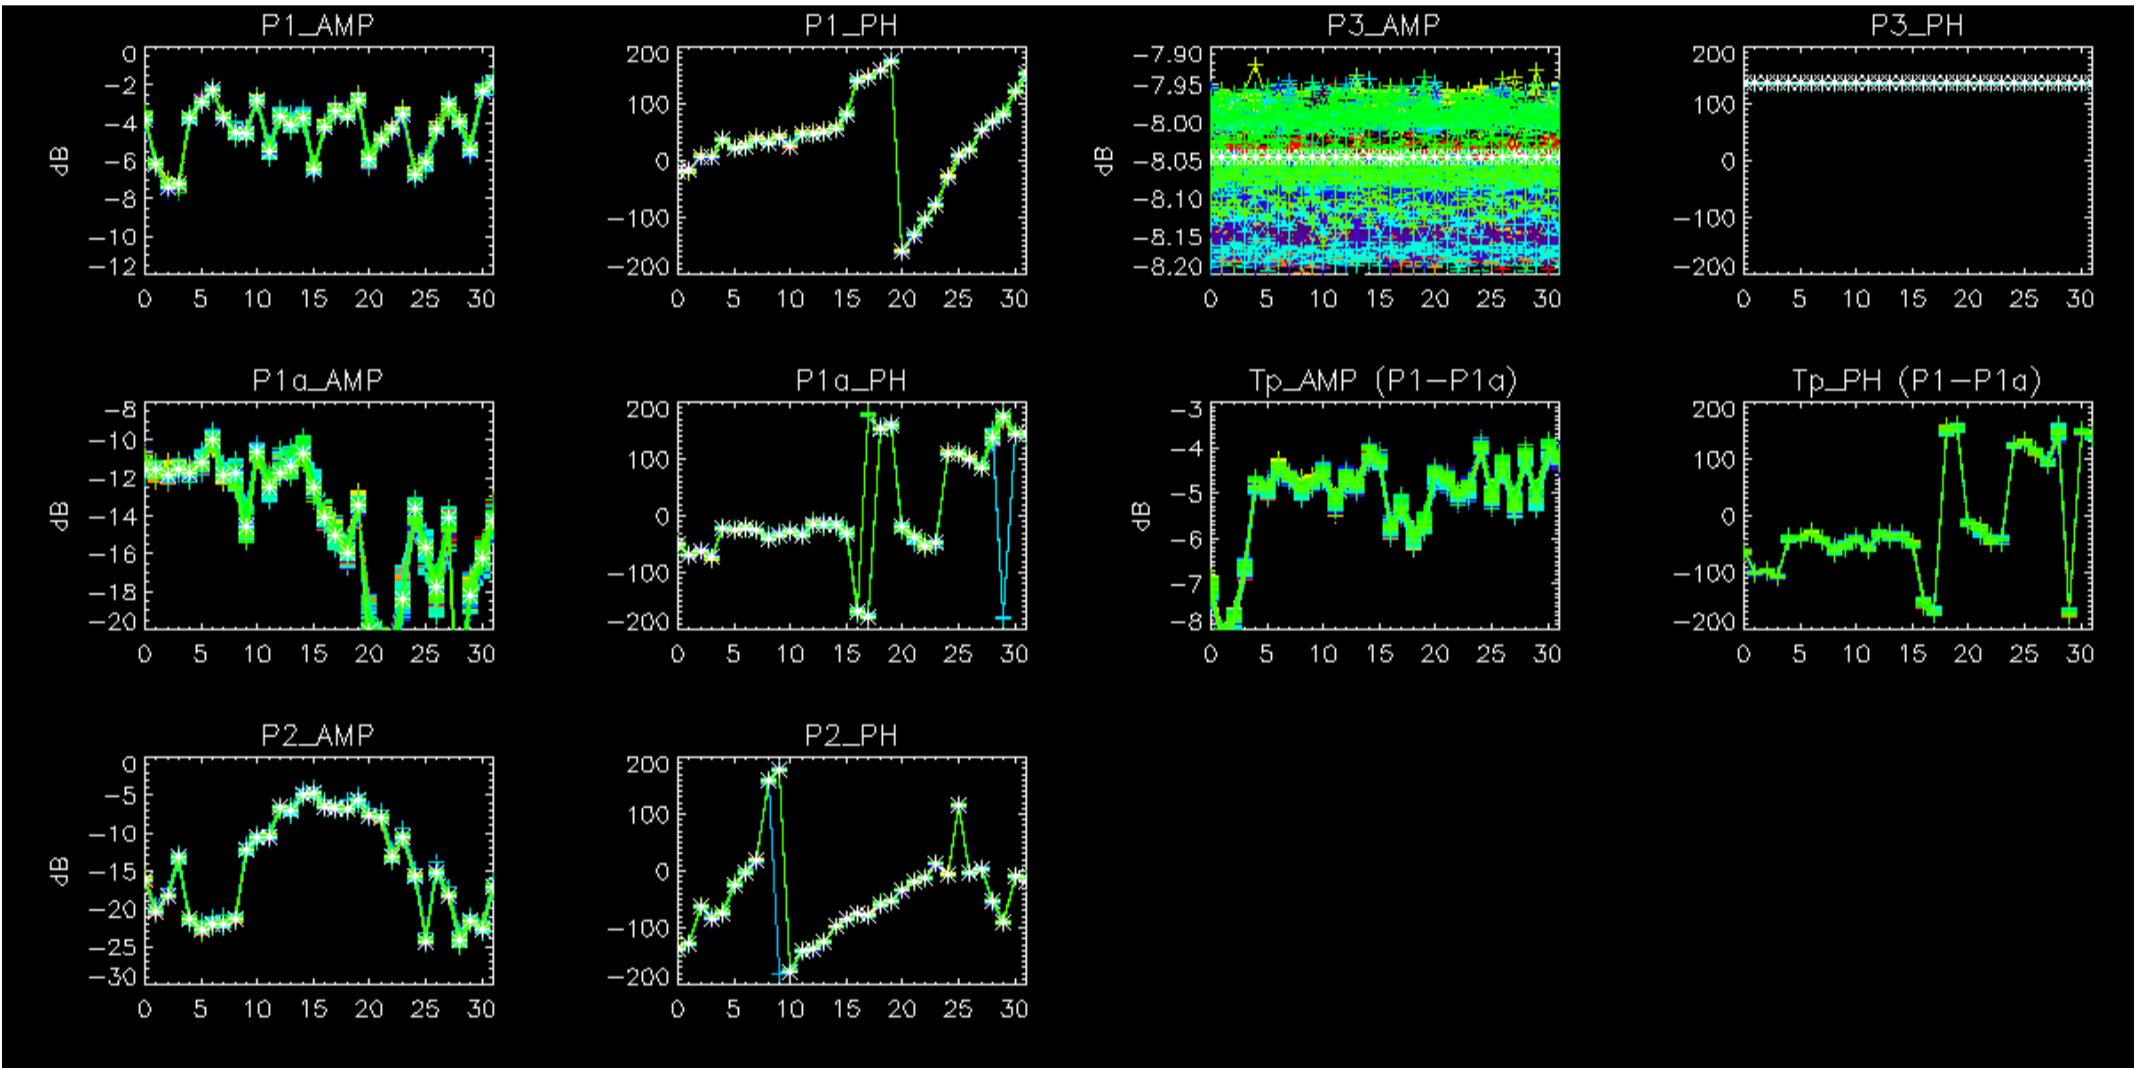 P1_AMP
P1_PH
P3_AMP
P3_PH
0
-2
-4
-6
-8
-10
-12
dB
0 5 10 15 20 25 30
200
100
0
-100
-200
0 5 10 15 20 25 30
-7.90
-7.95
-8.00
-8.05
-8.10
-8.15
-8.20
dB
0 5 10 15 20 25 30
200
100
0
-100
-200
0 5 10 15 20 25 30
P1a_AMP
P1a_PH
Tp_AMP (P1-P1a)
Tp_PH (P1-P1a)
-8
-10
-12
-14
-16
-18
-20
dB
0 5 10 15 20 25 30
200
100
0
-100
-200
0 5 10 15 20 25 30
-3
-4
-5
-6
-7
-8
dB
0 5 10 15 20 25 30
200
100
0
-100
-200
0 5 10 15 20 25 30
P2_AMP
P2_PH
0
-5
-10
-15
-20
-25
-30
dB
0 5 10 15 20 25 30
200
100
0
-100
-200
0 5 10 15 20 25 30